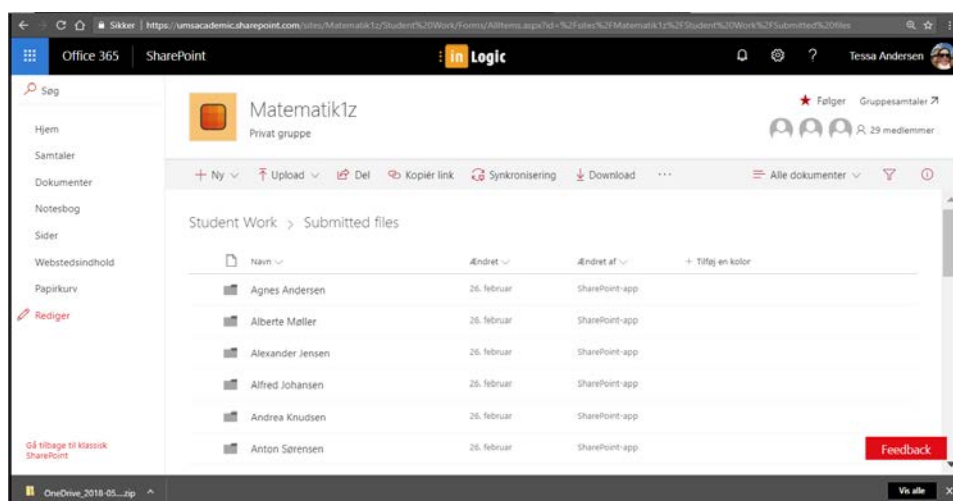 Sikker | https://umsacademic.sharepoint.com/sites/Matematik1z/Student%20Work/Forms/AllItems.aspx?id=%2Fsites%2FMatematik1z%2FStudent%20Work%2FSubmitted%20files
Office 365 SharePoint in Logic ? Tessa Andersen
Søg
Hjem
Samtaler
Dokumenter
Notesbog
Sider
Webstedsindhold
Papirkurv
Rediger
Gå tilbage til klassisk
SharePoint
Matematik1z
Privat gruppe
Følger Gruppesamtaler
29 medlemmer
Ny Upload Del Kopiér link Synkronisering Download ... Alle dokumenter
Student Work > Submitted files
Navn Ændret Ændret af + Tilføj en kolonne
Agnes Andersen 26. februar SharePoint-app
Alberte Møller 26. februar SharePoint-app
Alexander Jensen 26. februar SharePoint-app
Alfred Johansen 26. februar SharePoint-app
Andrea Knudsen 26. februar SharePoint-app
Anton Sørensen 26. februar SharePoint-app
Feedback
OneDrive_2018-05....zip Vis alle X